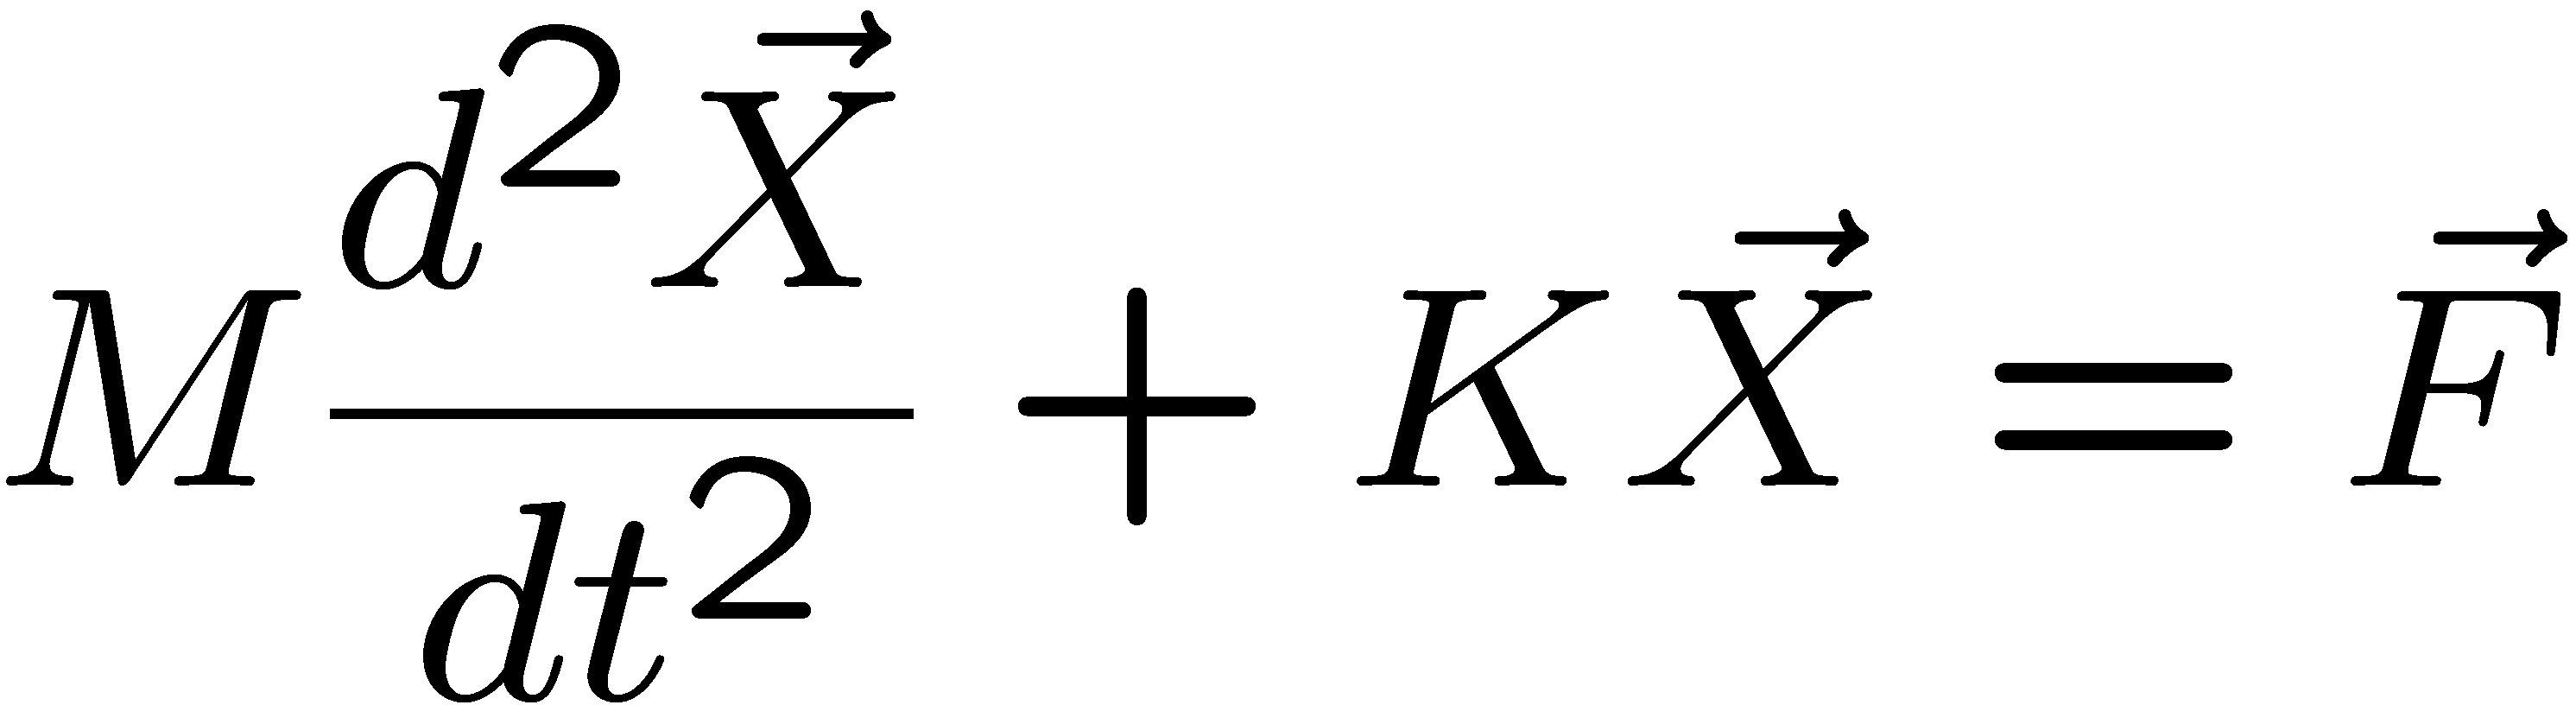 M d²X⃗/dt² + KX⃗ = F⃗